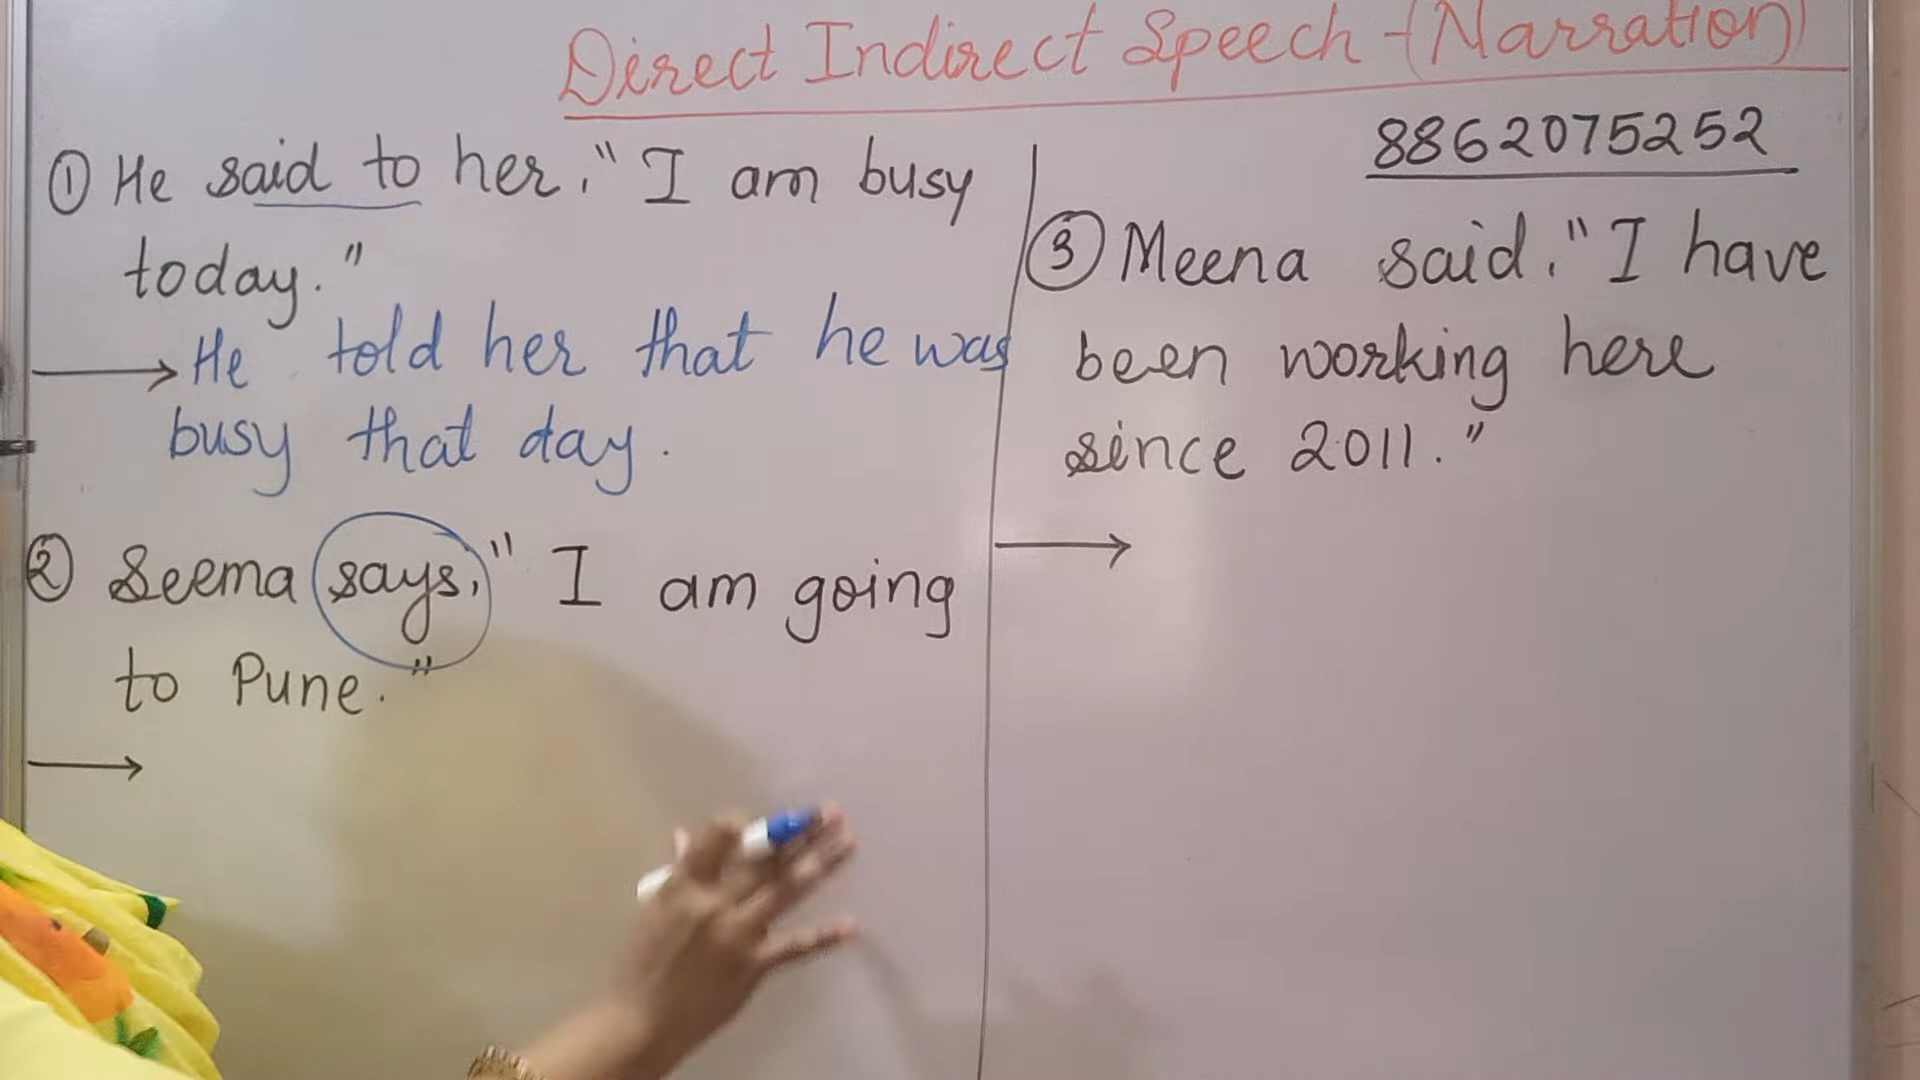 Direct Indirect Speech - (Narration)
① He said to her, "I am busy
today."
→ He told her that he was
busy that day.
② Seema says, "I am going
to Pune."
→
8862075252
③ Meena said, "I have
been working here
since 2011."
→